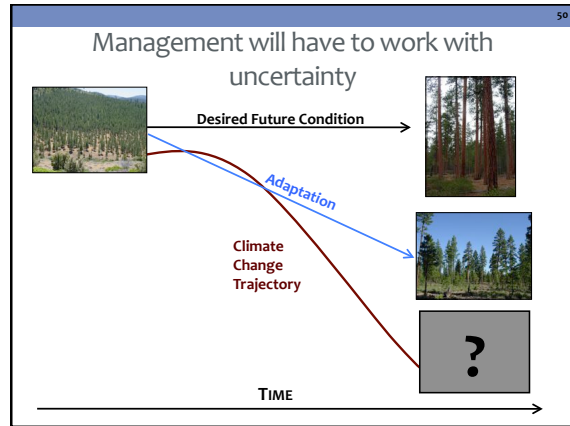 50
Management will have to work with
uncertainty
Desired Future Condition
Adaptation
Climate
Change
Trajectory
?
TIME